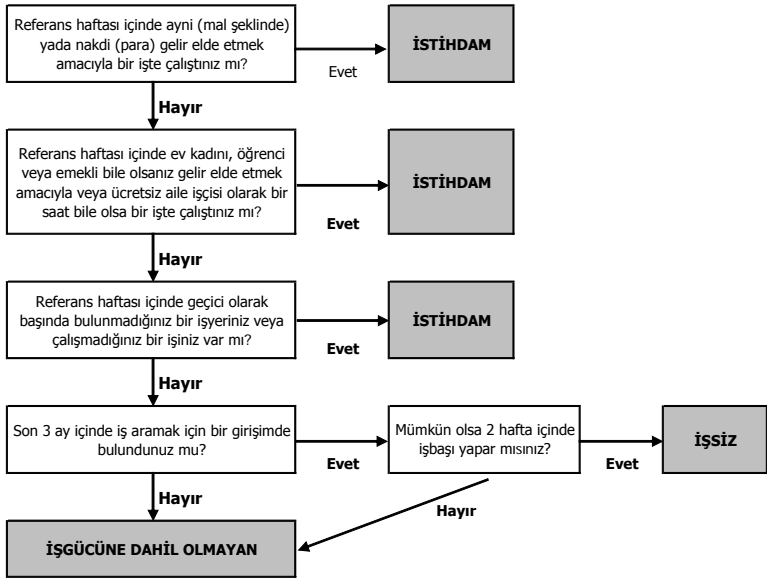 Referans haftası içinde ayni (mal şeklinde)
yada nakdi (para) gelir elde etmek
amacıyla bir işte çalıştınız mı?
Evet
İSTİHDAM
Hayır
Referans haftası içinde ev kadını, öğrenci
veya emekli bile olsanız gelir elde etmek
amacıyla veya ücretsiz aile işçisi olarak bir
saat bile olsa bir işte çalıştınız mı?
Evet
İSTİHDAM
Hayır
Referans haftası içinde geçici olarak
başında bulunmadığınız bir işyeriniz veya
çalışmadığınız bir işiniz var mı?
Evet
İSTİHDAM
Hayır
Son 3 ay içinde iş aramak için bir girişimde
bulundunuz mu?
Evet
Mümkün olsa 2 hafta içinde
işbaşı yapar mısınız?
Evet
İŞSİZ
Hayır
Hayır
İŞGÜCÜNE DAHİL OLMAYAN